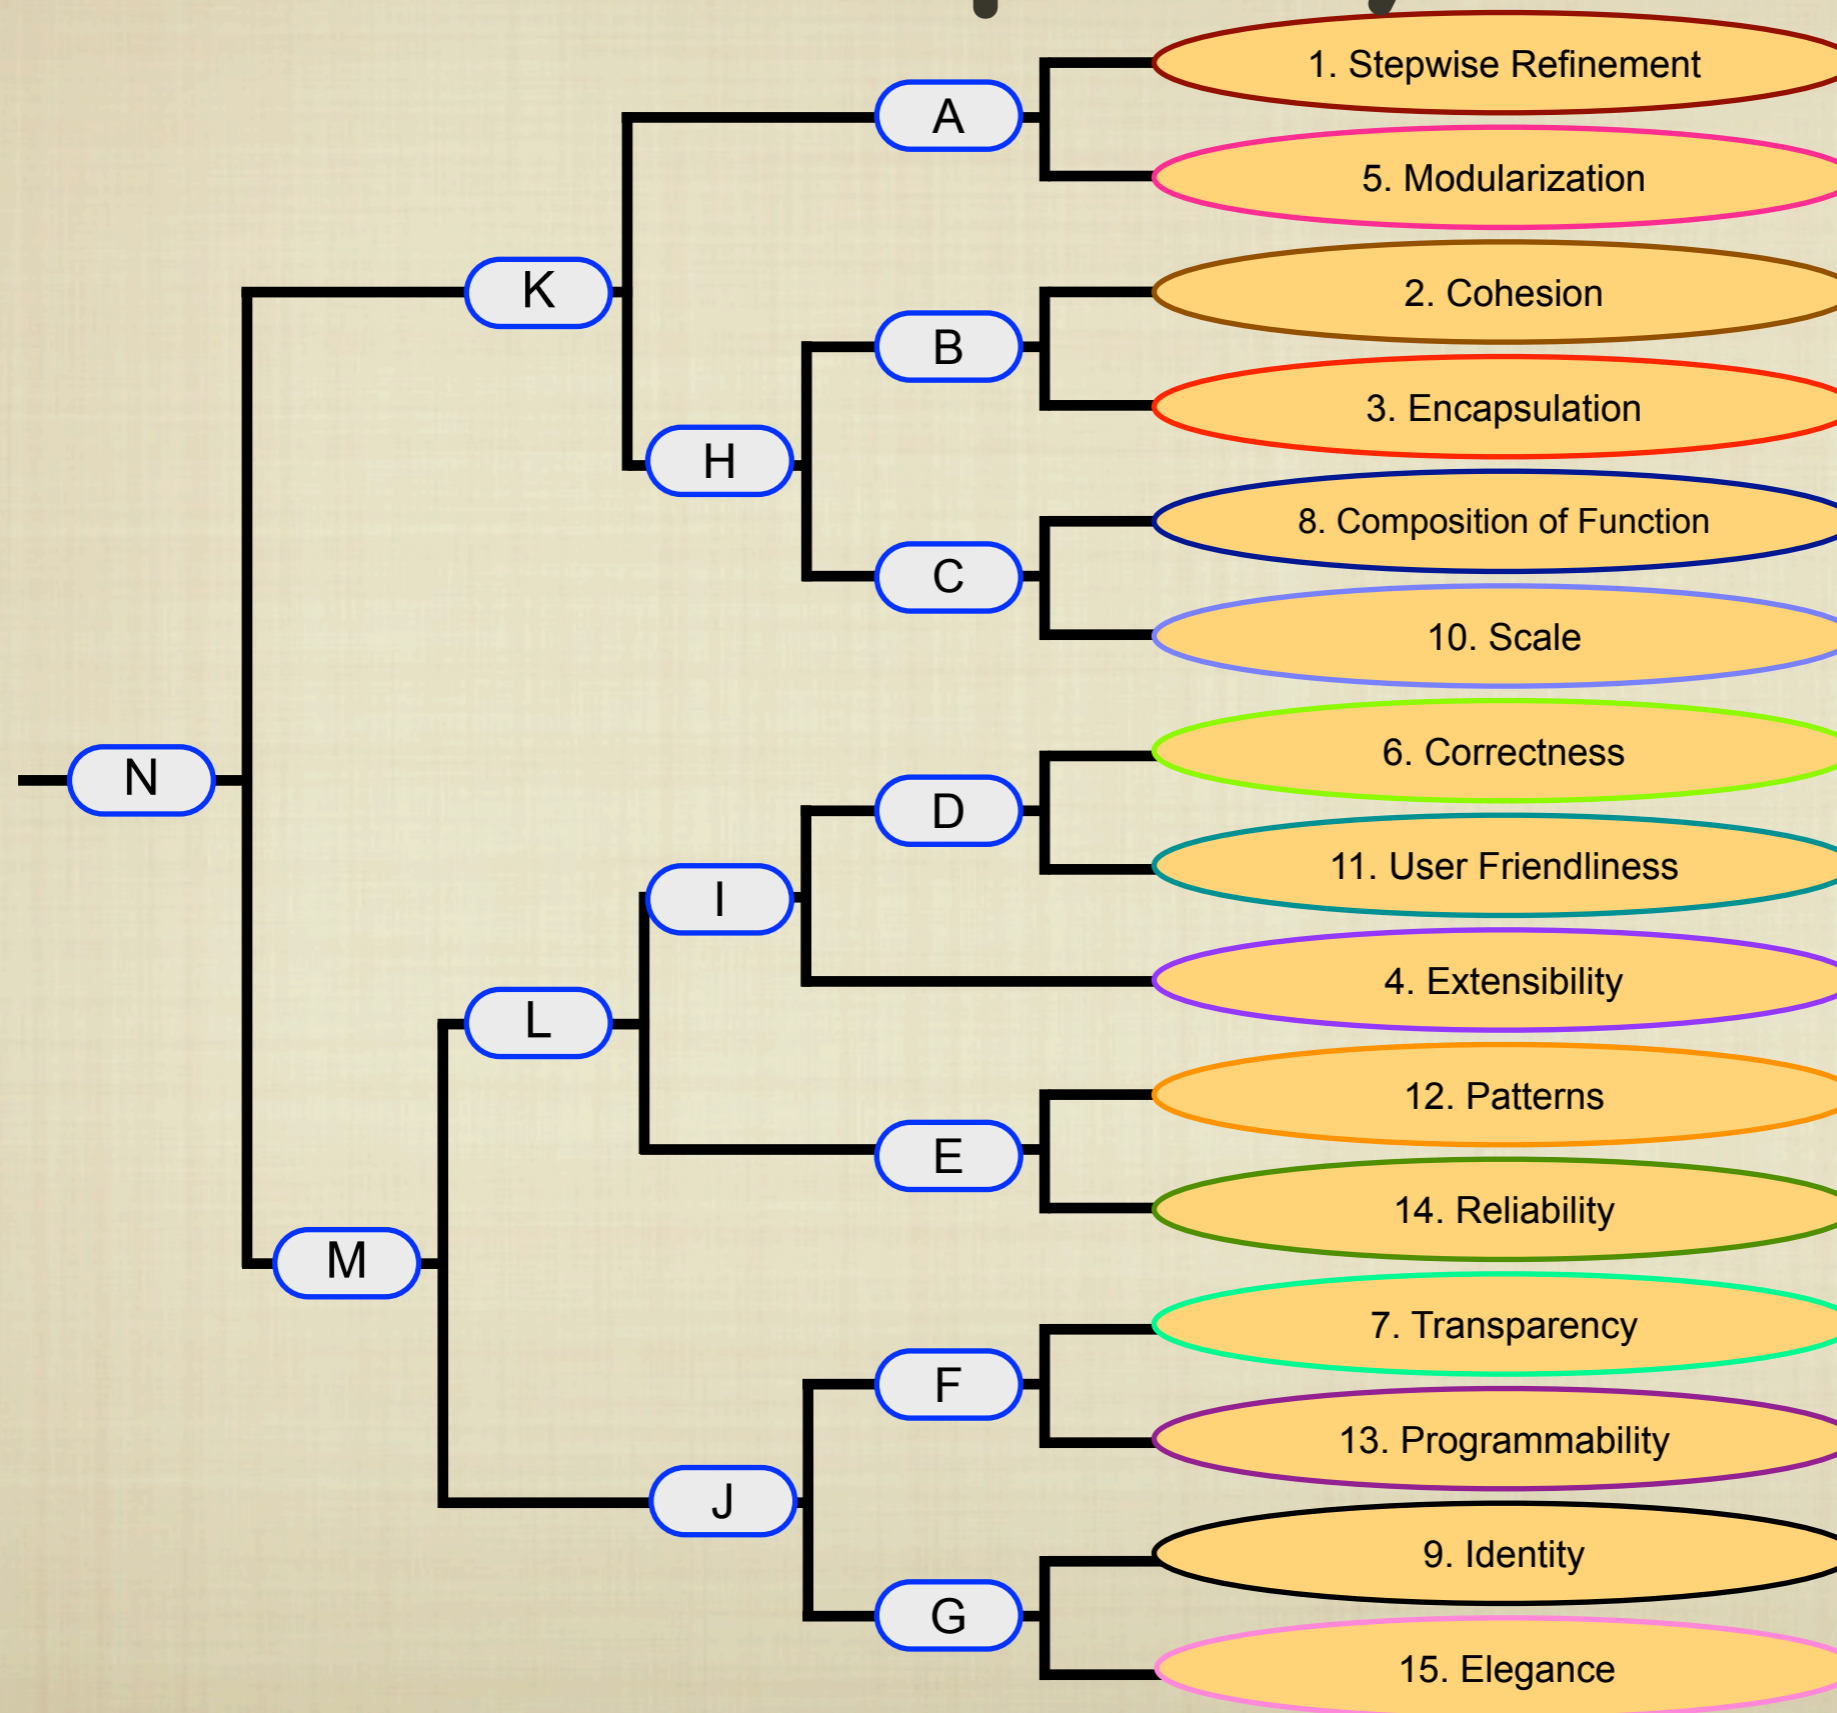 A
1. Stepwise Refinement
5. Modularization
K
2. Cohesion
B
3. Encapsulation
H
8. Composition of Function
C
10. Scale
N
6. Correctness
D
11. User Friendliness
I
4. Extensibility
L
12. Patterns
E
14. Reliability
M
7. Transparency
F
13. Programmability
J
9. Identity
G
15. Elegance